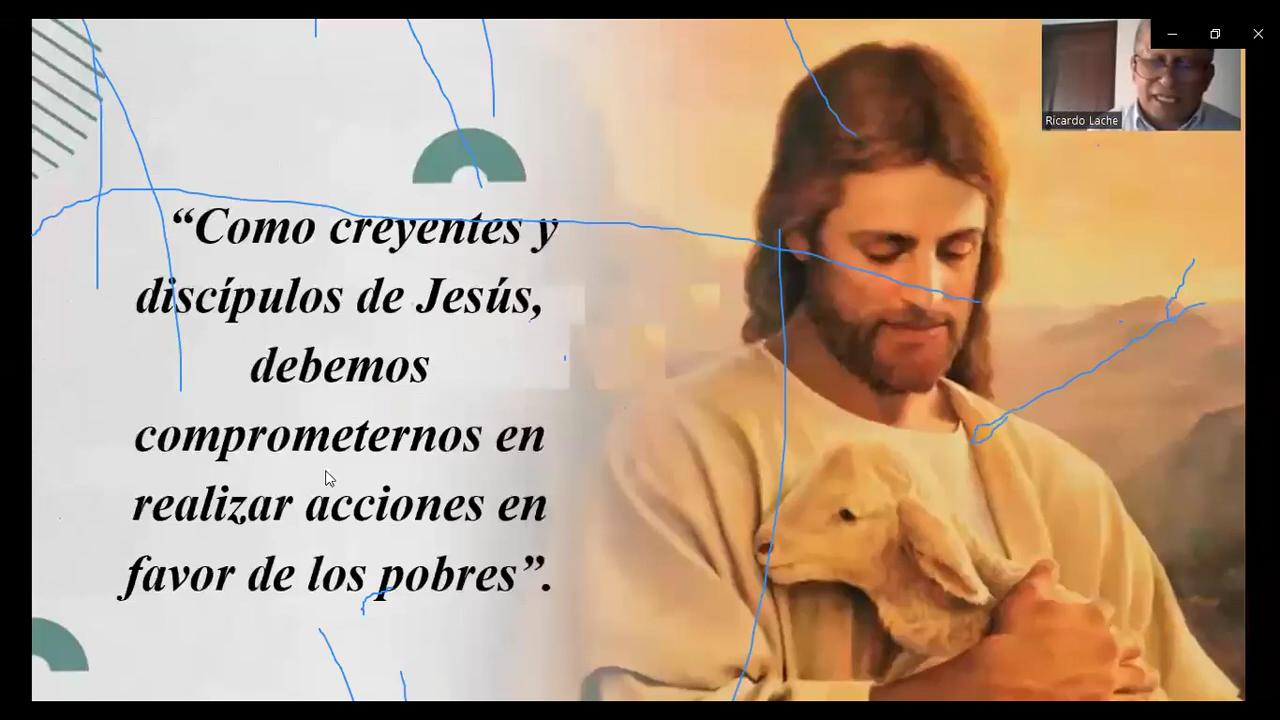 “Como creyentes y
discípulos de Jesús,
debemos
comprometernos en
realizar acciones en
favor de los pobres”.
Ricardo Lache